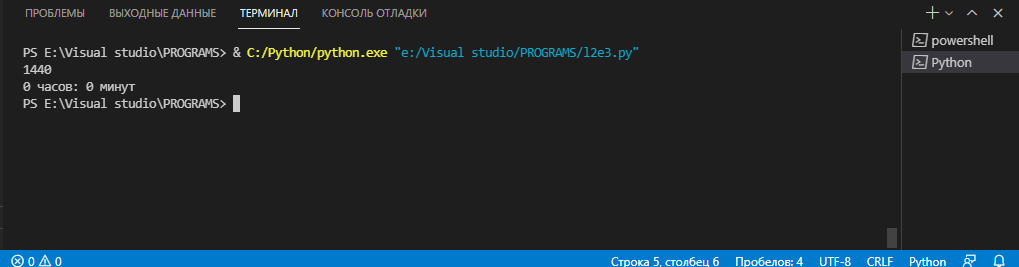 ПРОБЛЕМЫ ВЫХОДНЫЕ ДАННЫЕ ТЕРМИНАЛ КОНСОЛЬ ОТЛАДКИ
PS E:\Visual studio\PROGRAMS> & C:/Python/python.exe "e:/Visual studio/PROGRAMS/l2e3.py"
1440
0 часов: 0 минут
PS E:\Visual studio\PROGRAMS>
powershell
Python
0 0 Строка 5, столбец 6 Пробелов: 4 UTF-8 CRLF Python